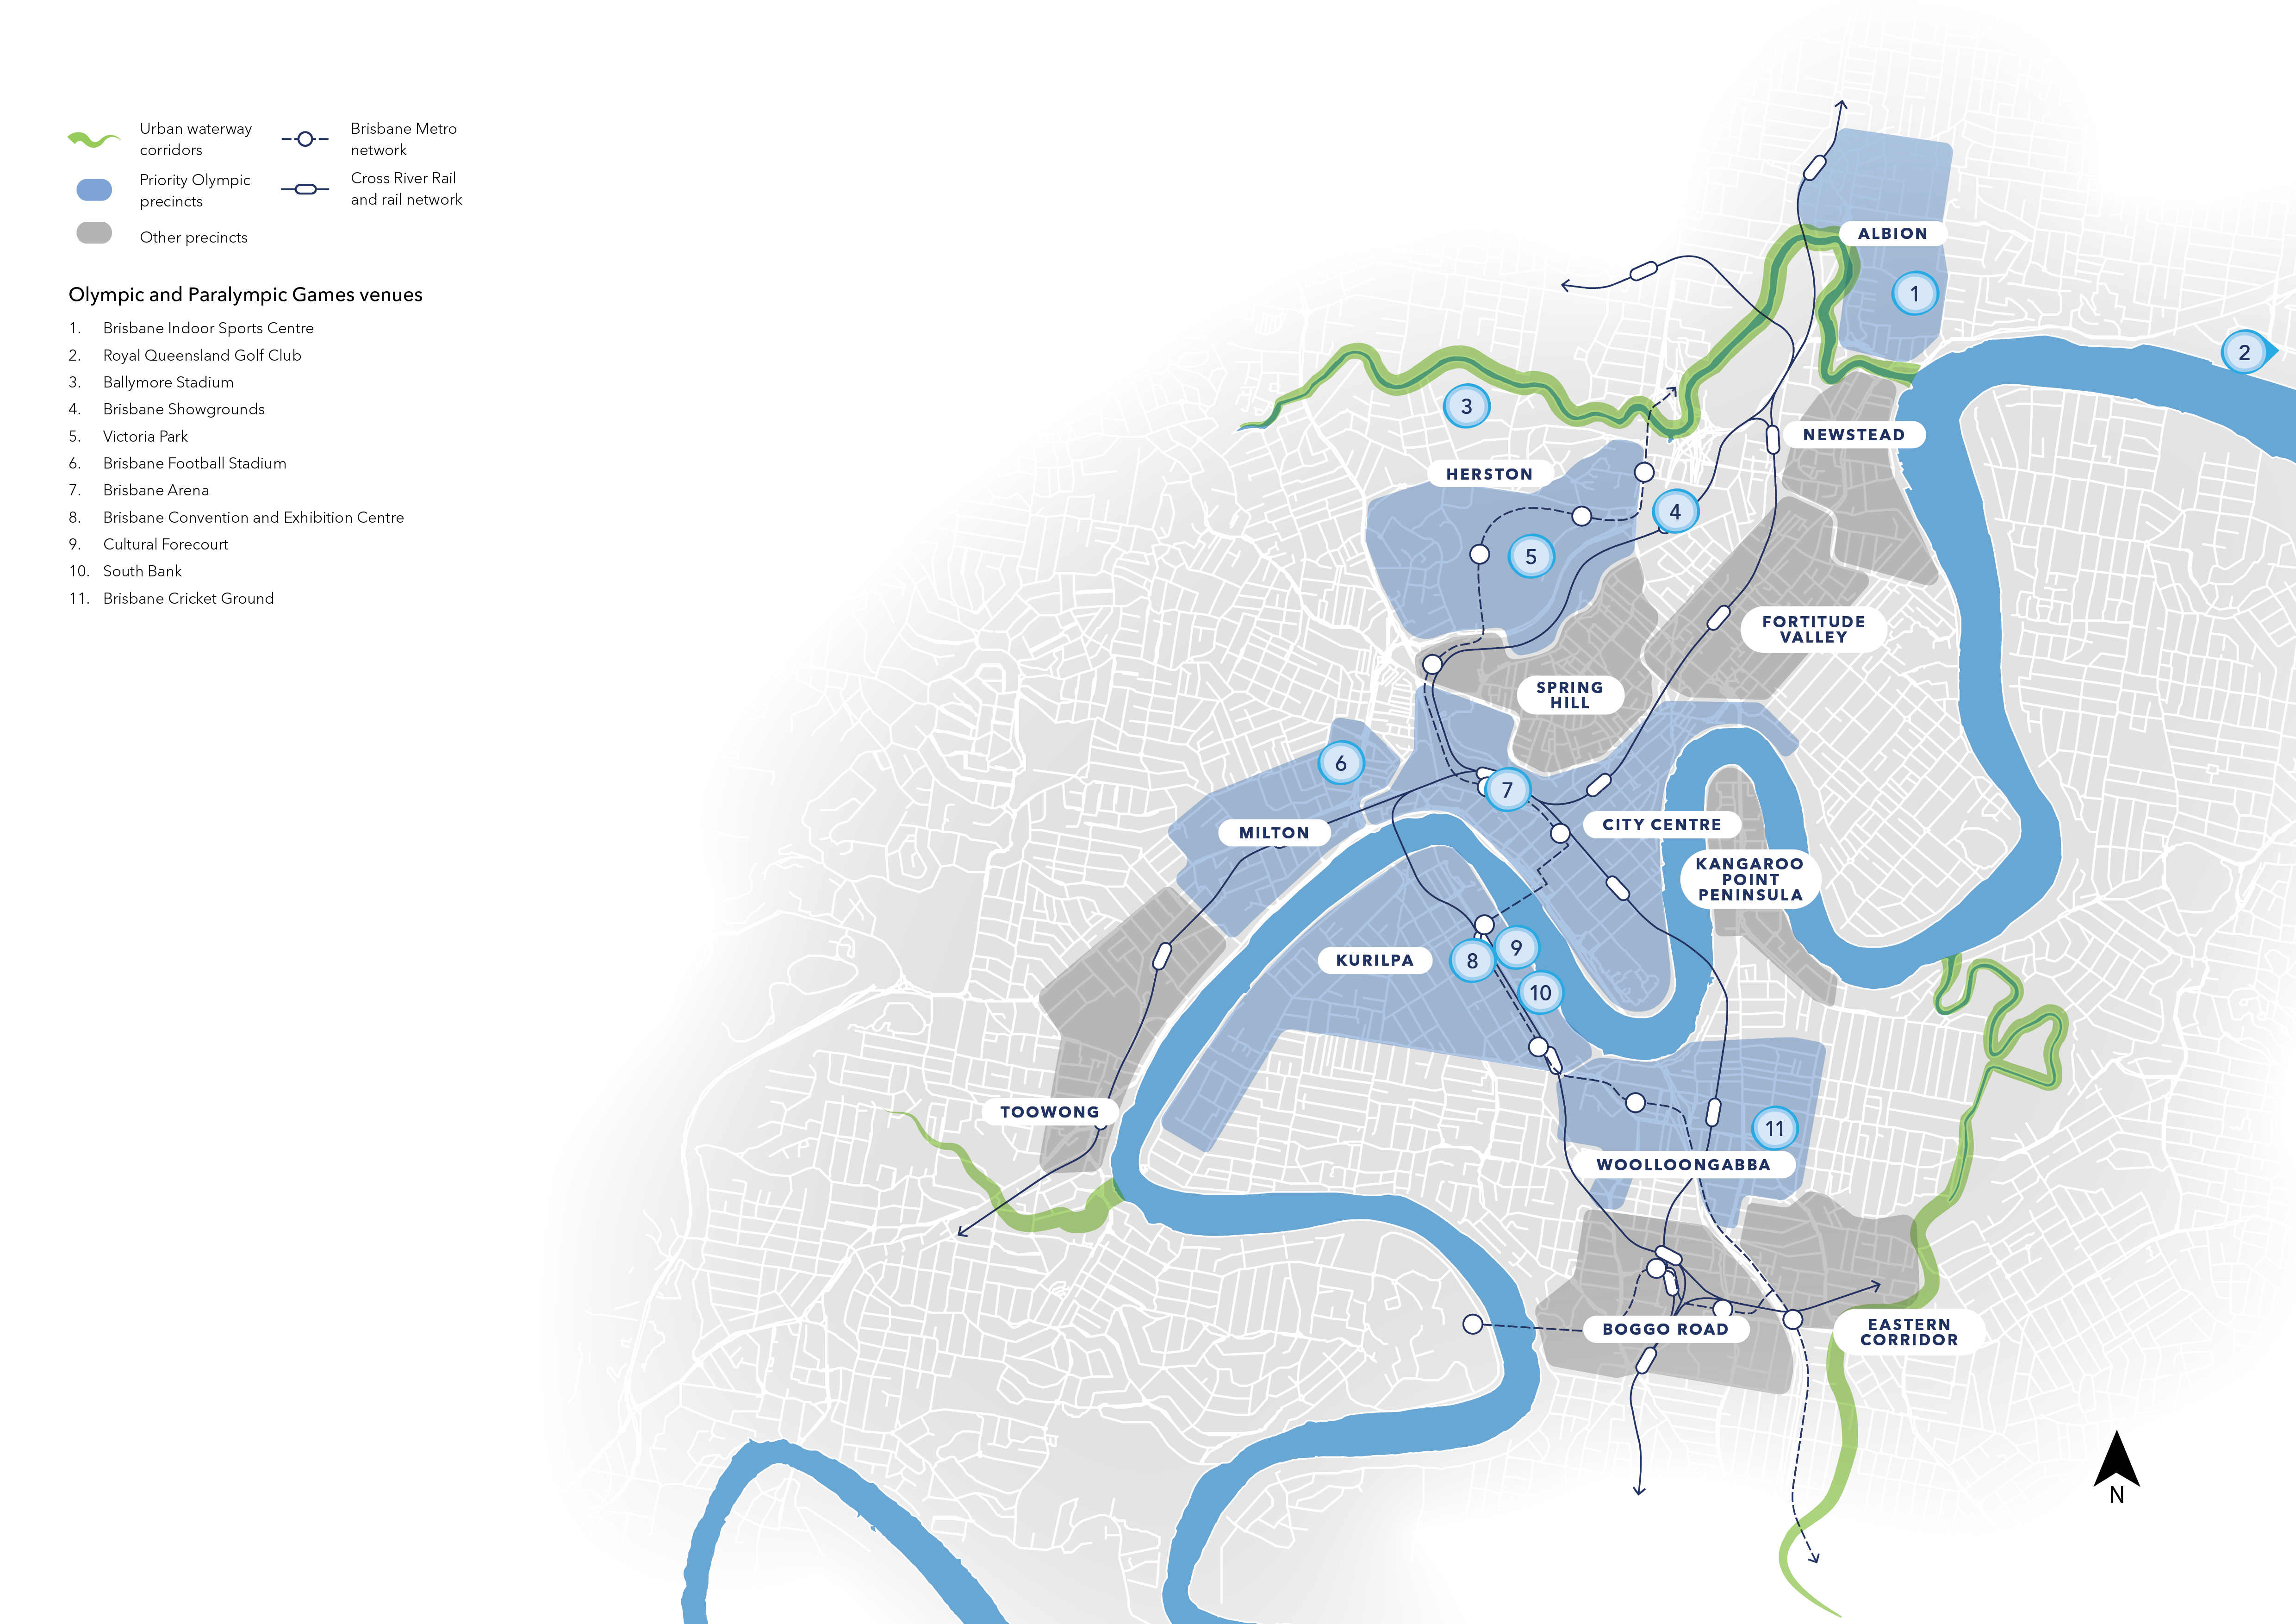 Urban waterway
corridors
Priority Olympic
precincts
Other precincts
Brisbane Metro
network
Cross River Rail
and rail network
Olympic and Paralympic Games venues
1. Brisbane Indoor Sports Centre
2. Royal Queensland Golf Club
3. Ballymore Stadium
4. Brisbane Showgrounds
5. Victoria Park
6. Brisbane Football Stadium
7. Brisbane Arena
8. Brisbane Convention and Exhibition Centre
9. Cultural Forecourt
10. South Bank
11. Brisbane Cricket Ground
ALBION
1
2
3
NEWSTEAD
HERSTON
4
5
FORTITUDE
VALLEY
SPRING
HILL
6
7
CITY CENTRE
MILTON
KANGAROO
POINT
PENINSULA
KURILPA
8
9
10
TOOWONG
11
WOOLLOONGABBA
BOGGO ROAD
EASTERN
CORRIDOR
N